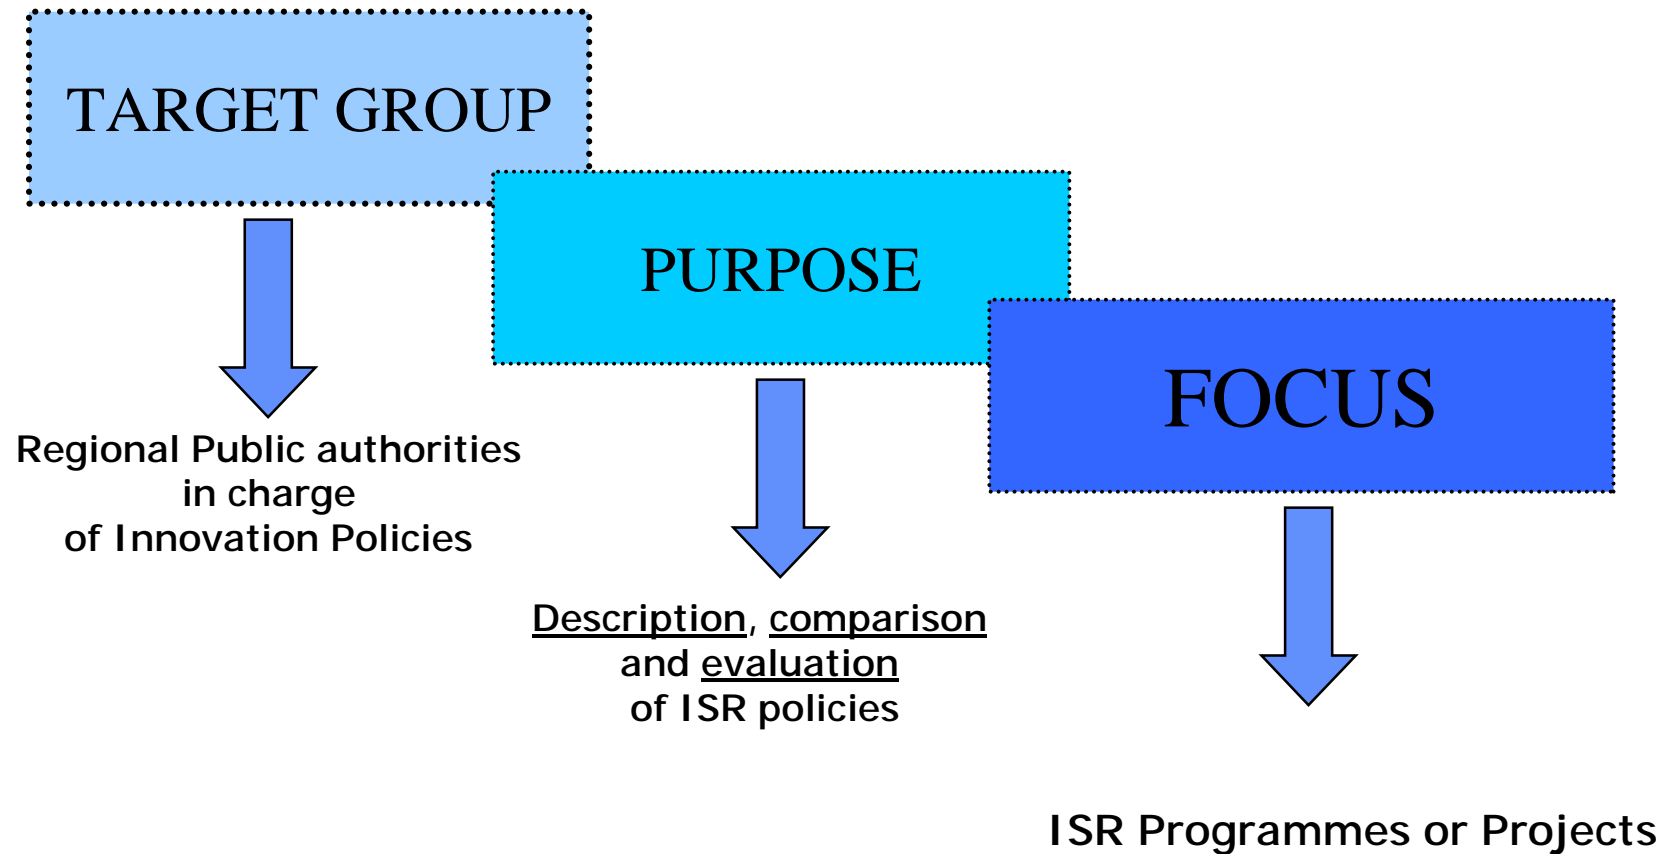 TARGET GROUP
PURPOSE
FOCUS
Regional Public authorities
in charge
of Innovation Policies
Description, comparison
and evaluation
of ISR policies
ISR Programmes or Projects